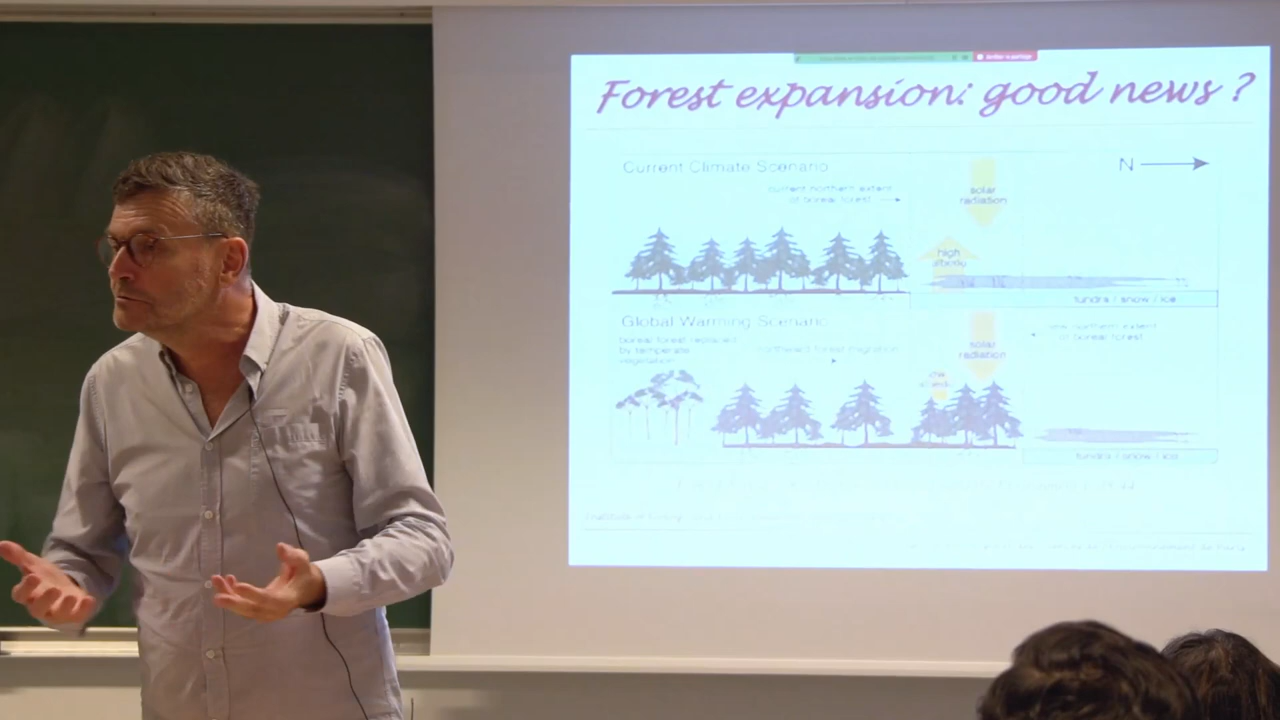 Forest expansion: good news ?
Current Climate Scenario
N
current northern extent
of boreal forest
solar
radiation
high
albedo
tundra / snow / ice
Global Warming Scenario
boreal forest replaced
by temperate
vegetation
northward forest migration
new northern extent
of boreal forest
solar
radiation
low
albedo
tundra / snow / ice